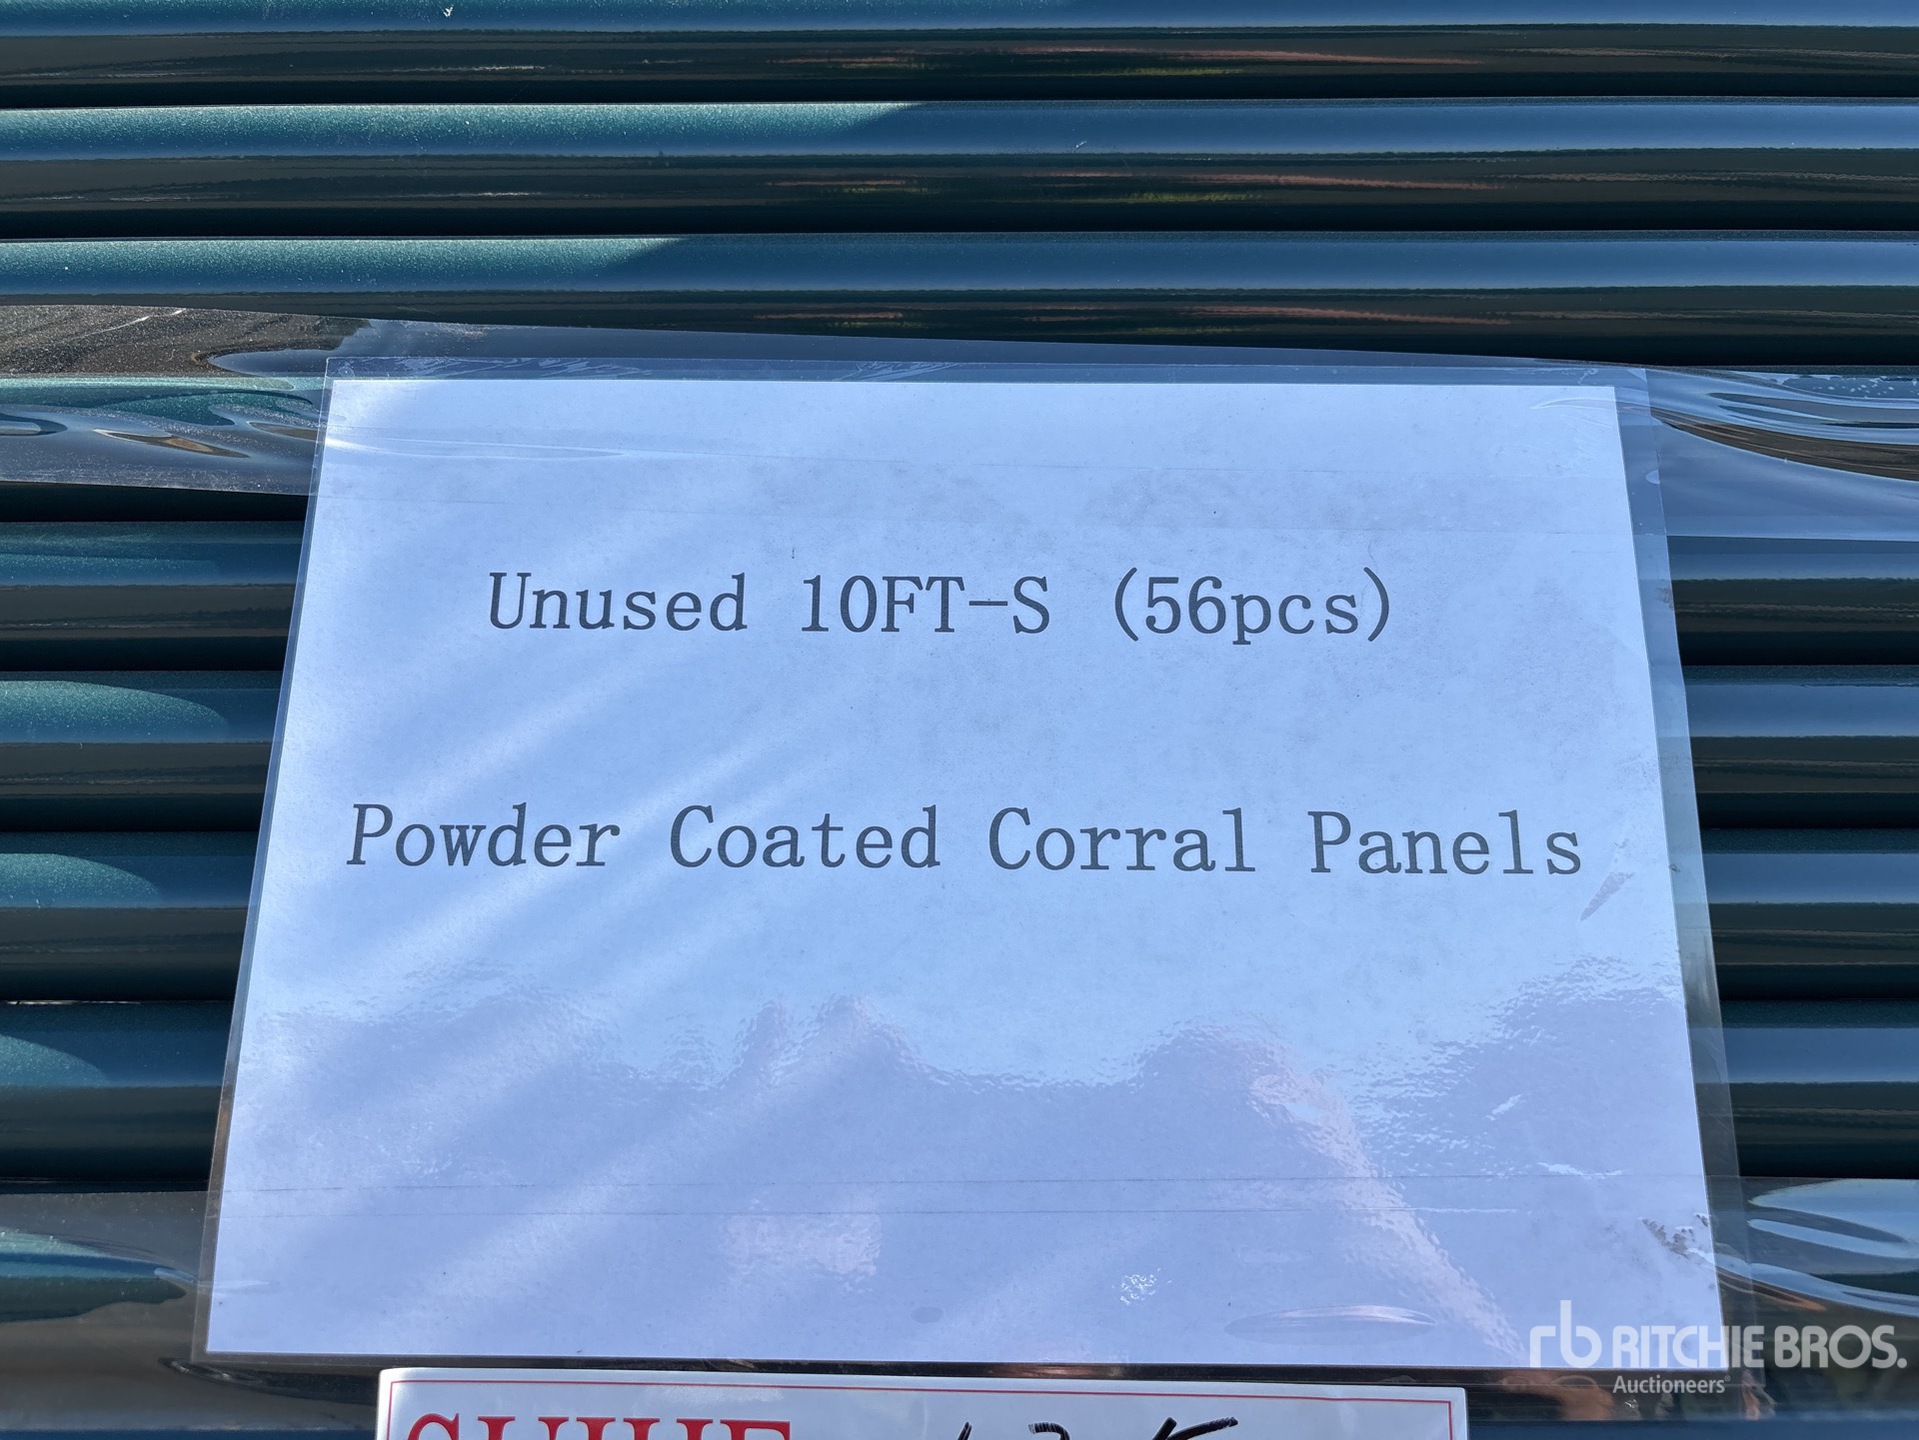 Unused 10FT-S (56pcs)
Powder Coated Corral Panels
rb RITCHIE BROS.
Auctioneers